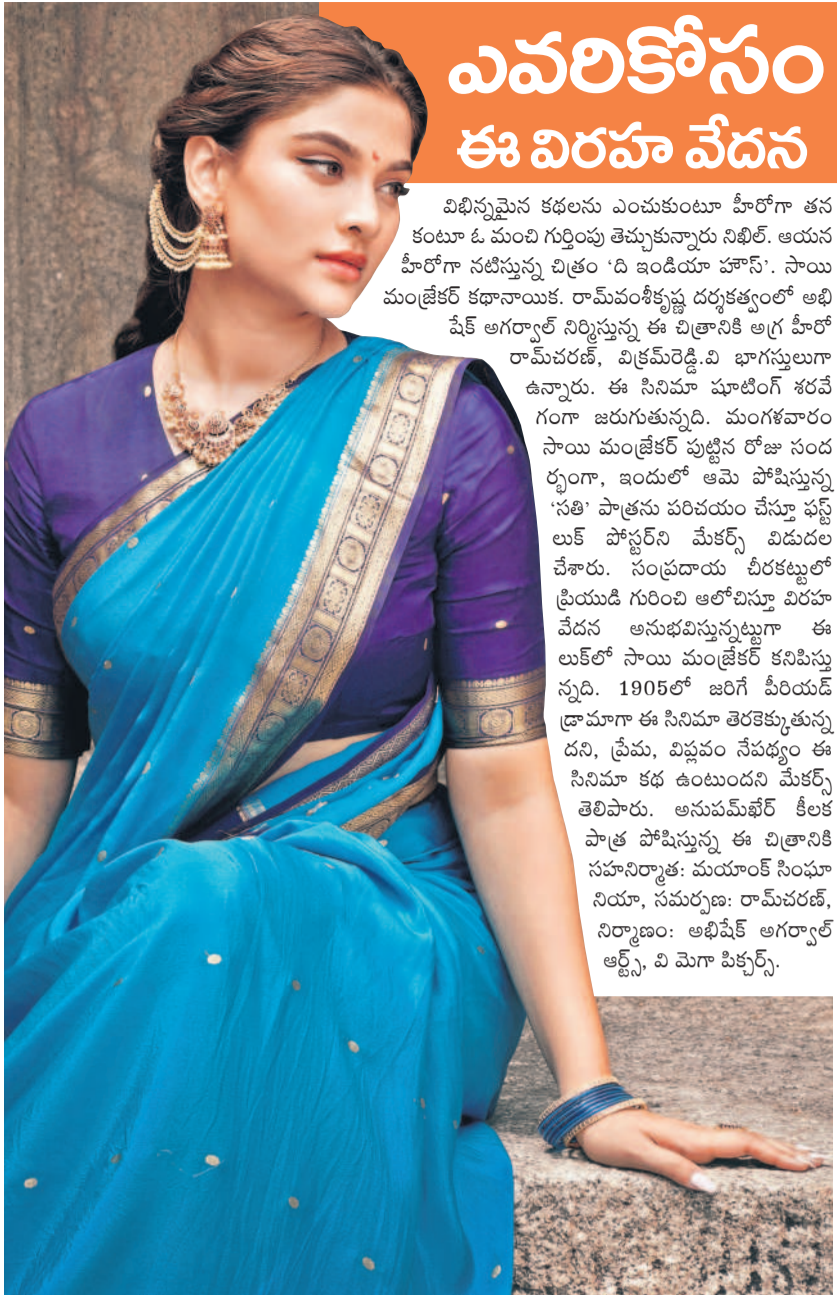 ఎవరికోసం
ఈ విరహ వేదన
విభిన్నమైన కథలను ఎంచుకుంటూ హీరోగా తన
కంటూ ఓ మంచి గుర్తింపు తెచ్చుకున్నారు నిఖిల్. ఆయన
హీరోగా నటిస్తున్న చిత్రం ‘ది ఇండియా హౌస్’. సాయి
మంజ్రేకర్ కథానాయిక. రామ్‌వంశీకృష్ణ దర్శకత్వంలో అభి
షేక్ అగర్వాల్ నిర్మిస్తున్న ఈ చిత్రానికి అగ్ర హీరో
రామ్‌చరణ్, విక్రమ్‌రెడ్డి.వి భాగస్తులుగా
ఉన్నారు. ఈ సినిమా షూటింగ్ శరవే
గంగా జరుగుతున్నది. మంగళవారం
సాయి మంజ్రేకర్ పుట్టిన రోజు సంద
ర్భంగా, ఇందులో ఆమె పోషిస్తున్న
‘సతి’ పాత్రను పరిచయం చేస్తూ ఫస్ట్
లుక్ పోస్టర్‌ని మేకర్స్ విడుదల
చేశారు. సంప్రదాయ చీరకట్టులో
ప్రియుడి గురించి ఆలోచిస్తూ విరహ
వేదన అనుభవిస్తున్నట్టుగా ఈ
లుక్‌లో సాయి మంజ్రేకర్ కనిపిస్తు
న్నది. 1905లో జరిగే పీరియడ్
డ్రామాగా ఈ సినిమా తెరకెక్కుతున్న
దని, ప్రేమ, విప్లవం నేపథ్యం ఈ
సినిమా కథ ఉంటుందని మేకర్స్
తెలిపారు. అనుపమ్‌ఖేర్ కీలక
పాత్ర పోషిస్తున్న ఈ చిత్రానికి
సహనిర్మాత: మయాంక్ సింఘా
నియా, సమర్పణ: రామ్‌చరణ్,
నిర్మాణం: అభిషేక్ అగర్వాల్
ఆర్ట్స్, వి మెగా పిక్చర్స్.